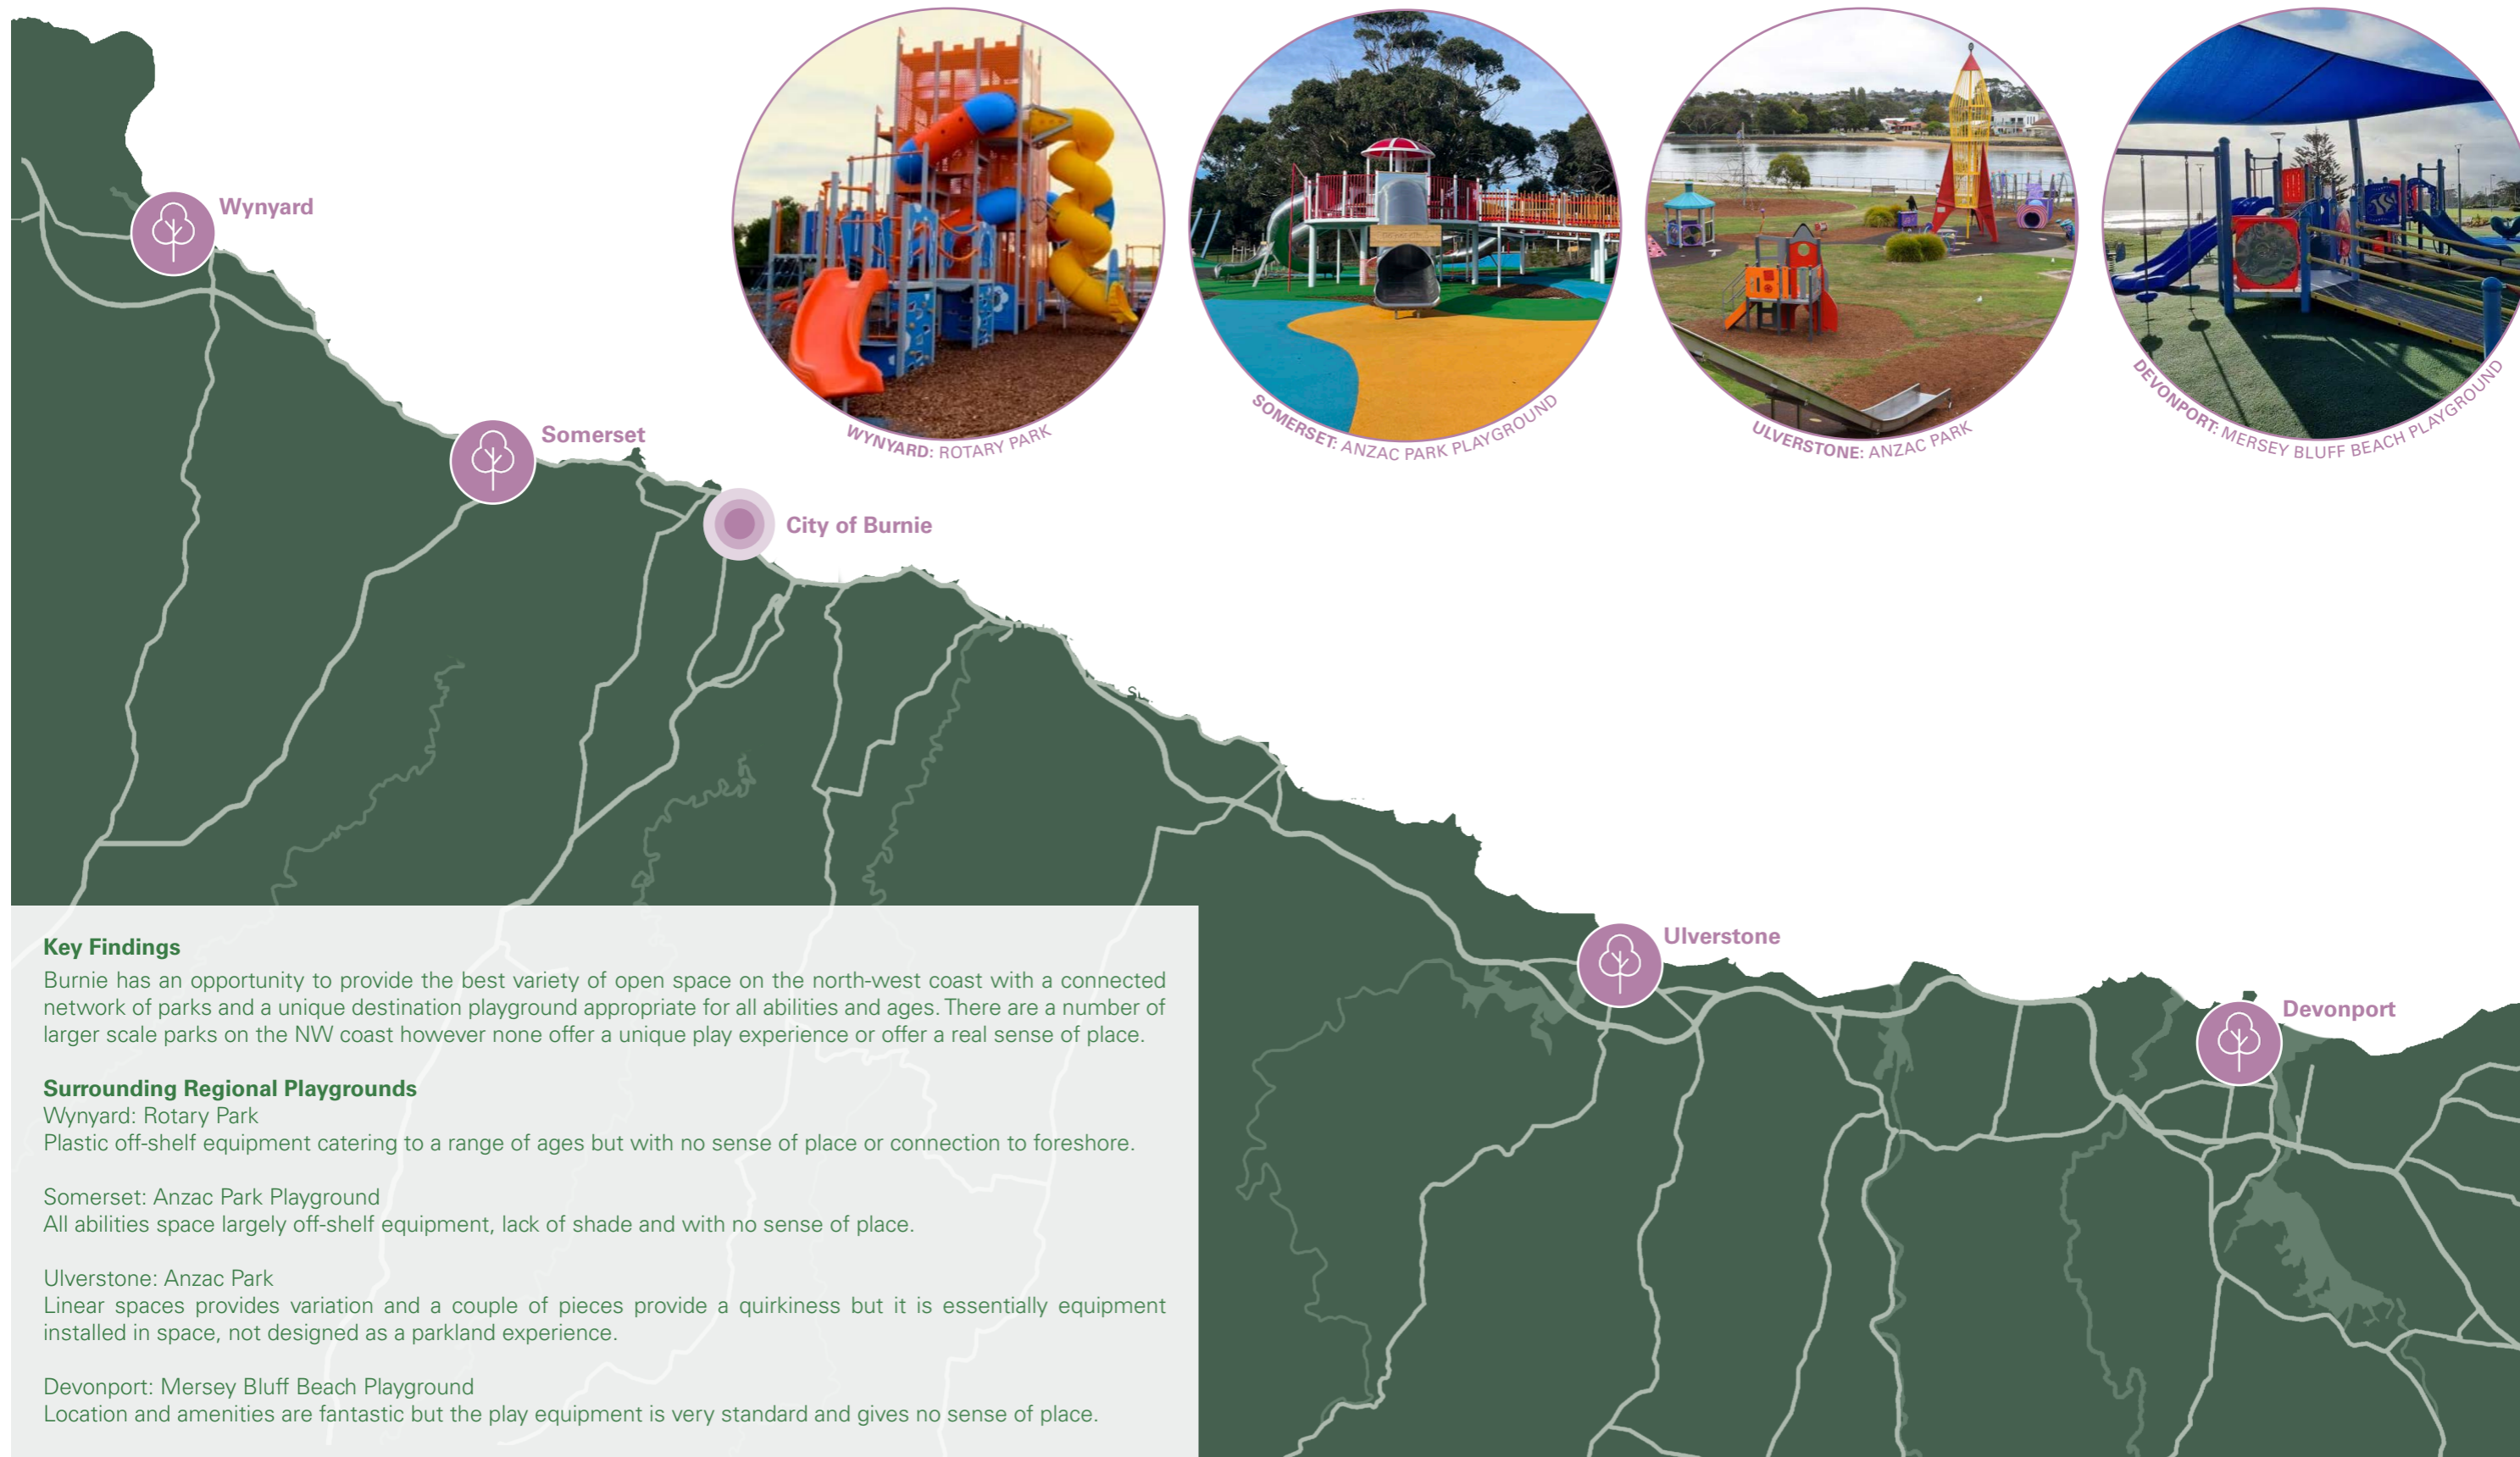 WYNYARD: ROTARY PARK
SOMERSET: ANZAC PARK PLAYGROUND
ULVERSTONE: ANZAC PARK
DEVONPORT: MERSEY BLUFF BEACH PLAYGROUND
Wynyard
Somerset
City of Burnie
Ulverstone
Devonport
Key Findings
Burnie has an opportunity to provide the best variety of open space on the north-west coast with a connected
network of parks and a unique destination playground appropriate for all abilities and ages. There are a number of
larger scale parks on the NW coast however none offer a unique play experience or offer a real sense of place.
Surrounding Regional Playgrounds
Wynyard: Rotary Park
Plastic off-shelf equipment catering to a range of ages but with no sense of place or connection to foreshore.
Somerset: Anzac Park Playground
All abilities space largely off-shelf equipment, lack of shade and with no sense of place.
Ulverstone: Anzac Park
Linear spaces provides variation and a couple of pieces provide a quirkiness but it is essentially equipment
installed in space, not designed as a parkland experience.
Devonport: Mersey Bluff Beach Playground
Location and amenities are fantastic but the play equipment is very standard and gives no sense of place.